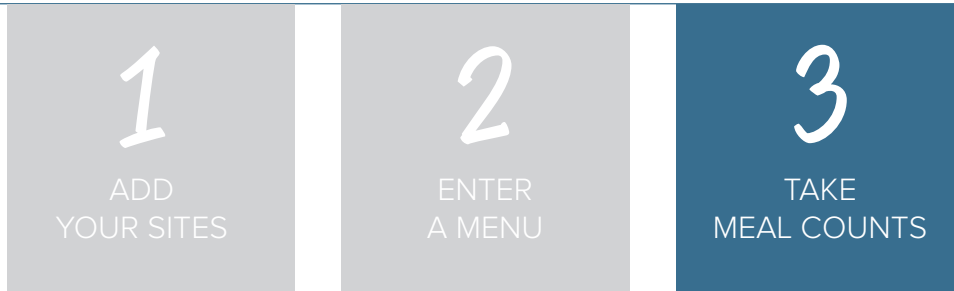 1
ADD
YOUR SITES
2
ENTER
A MENU
3
TAKE
MEAL COUNTS